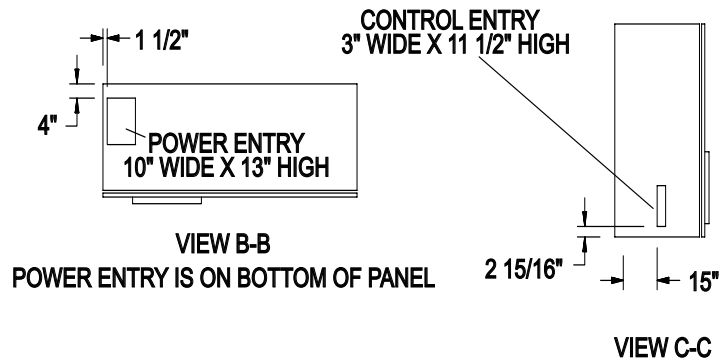 1 1/2"
4"
POWER ENTRY
10" WIDE X 13" HIGH
VIEW B-B
POWER ENTRY IS ON BOTTOM OF PANEL
CONTROL ENTRY
3" WIDE X 11 1/2" HIGH
2 15/16"
15"
VIEW C-C